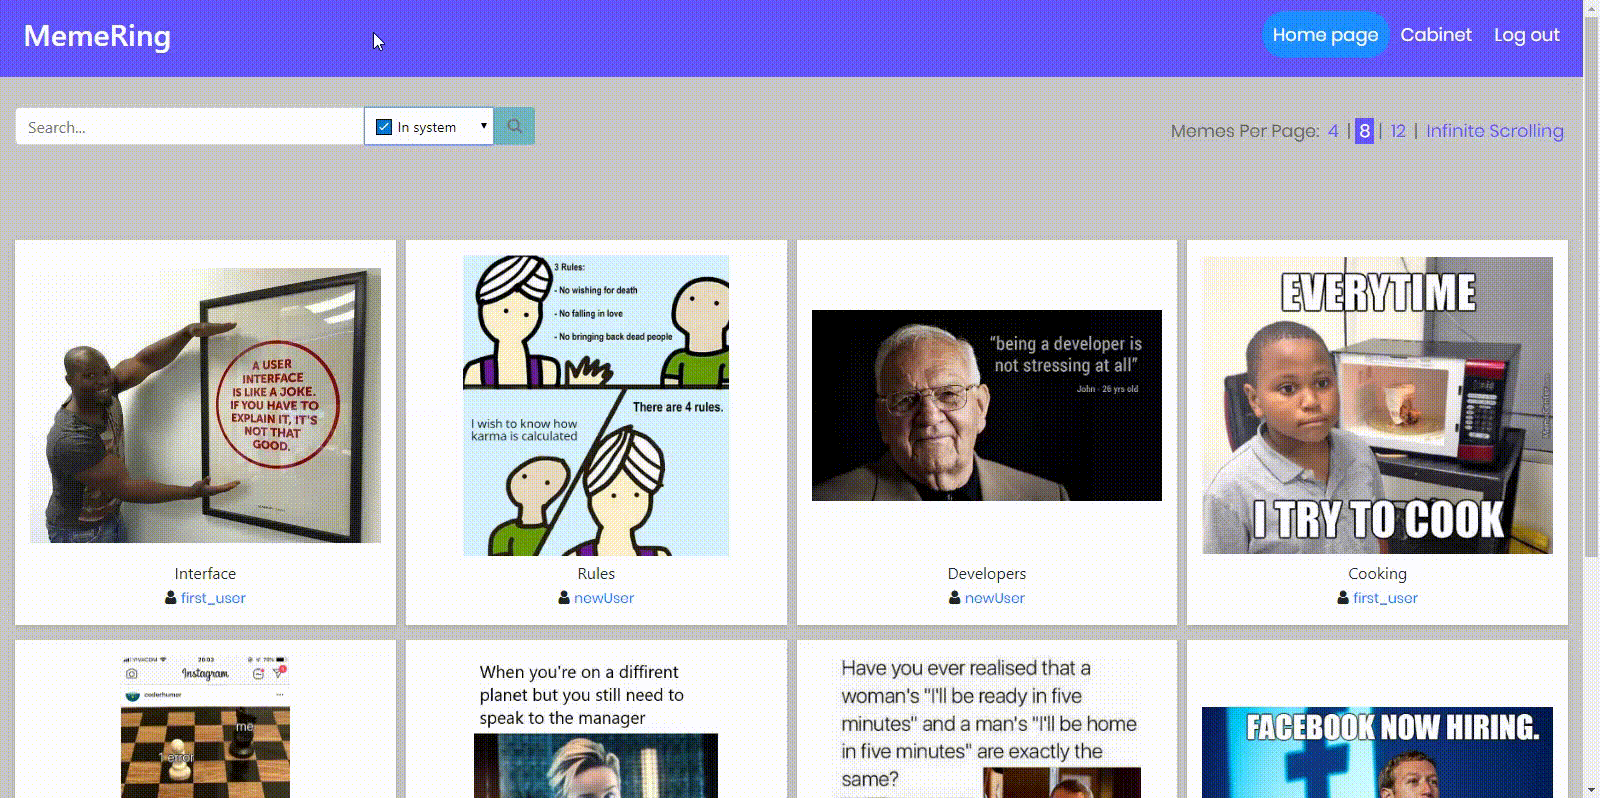 MemeRing
Home page
Cabinet
Log out
Search...
In system
Memes Per Page: 4 | 8 | 12 | Infinite Scrolling
A USER
INTERFACE
IS LIKE A JOKE.
IF YOU HAVE TO
EXPLAIN IT, IT'S
NOT THAT
GOOD.
Interface
first_user
3 Rules:
- No wishing for death
- No falling in love
- No bringing back dead people
I wish to know how
karma is calculated
There are 4 rules.
Rules
newUser
“being a developer is
not stressing at all”
John - 26 yrs old
Developers
newUser
EVERYTIME
I TRY TO COOK
Cooking
first_user
20:03
Instagram
coderhumor
me
1 error
When you're on a diffirent
planet but you still need to
speak to the manager
Have you ever realised that a
woman's "I'll be ready in five
minutes" and a man's "I'll be home
in five minutes" are exactly the
same?
FACEBOOK NOW HIRING.